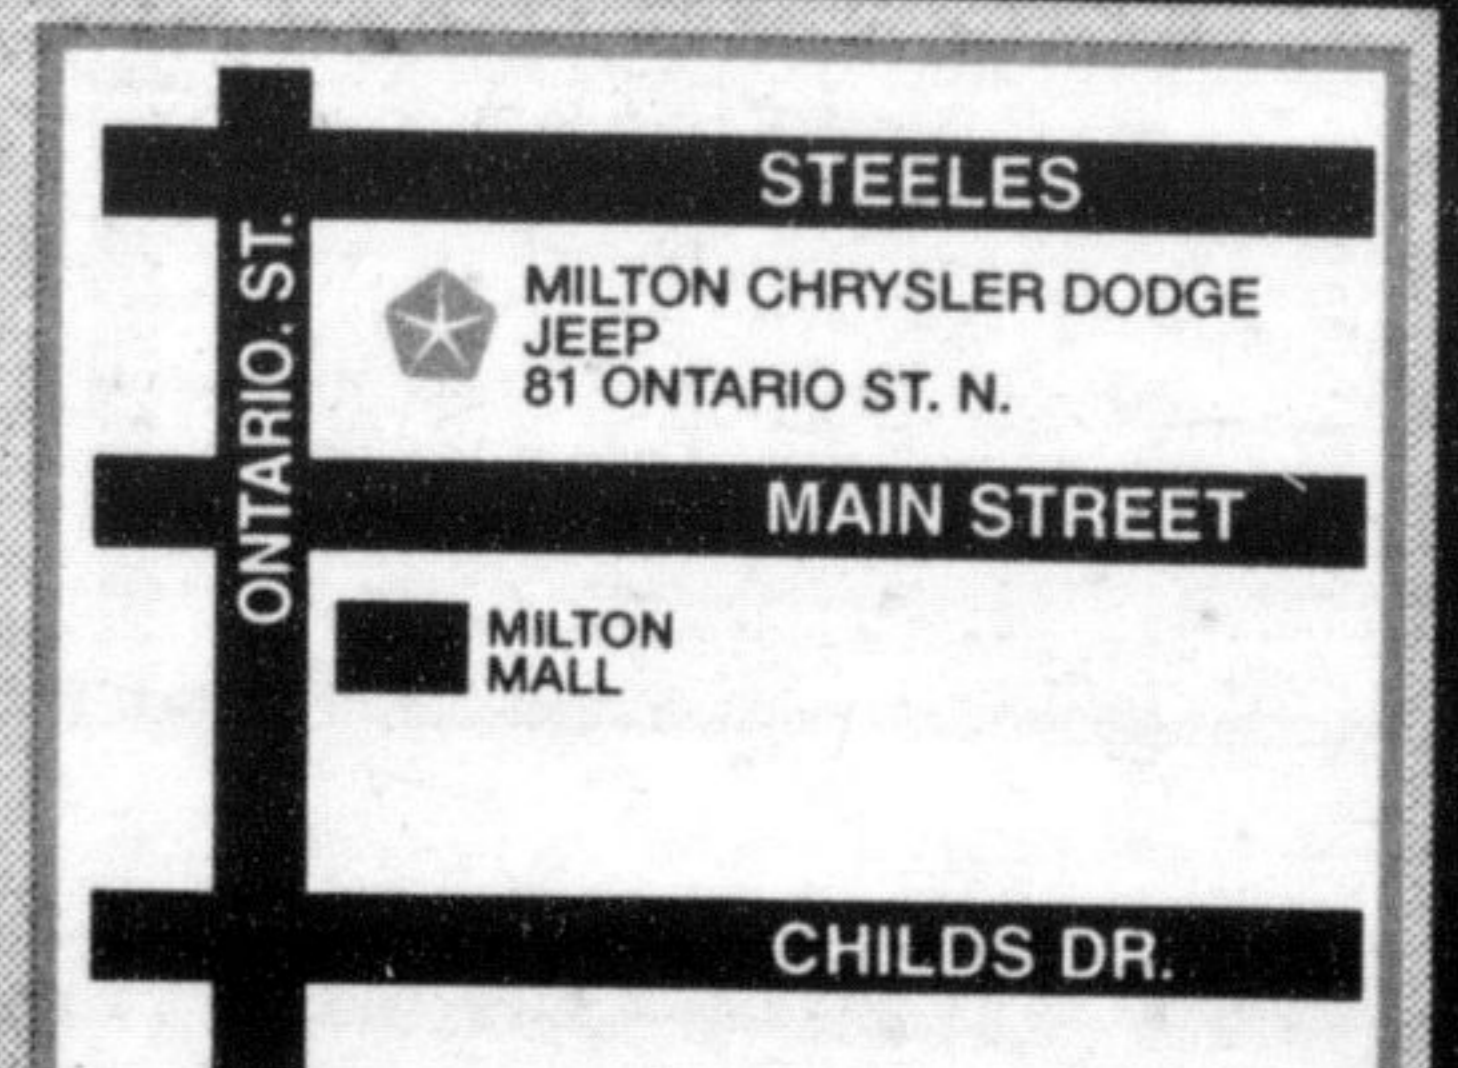 STEELES
ONTARIO. ST.
MILTON CHRYSLER DODGE
JEEP
81 ONTARIO ST. N.
MAIN STREET
MILTON
MALL
CHILDS DR.